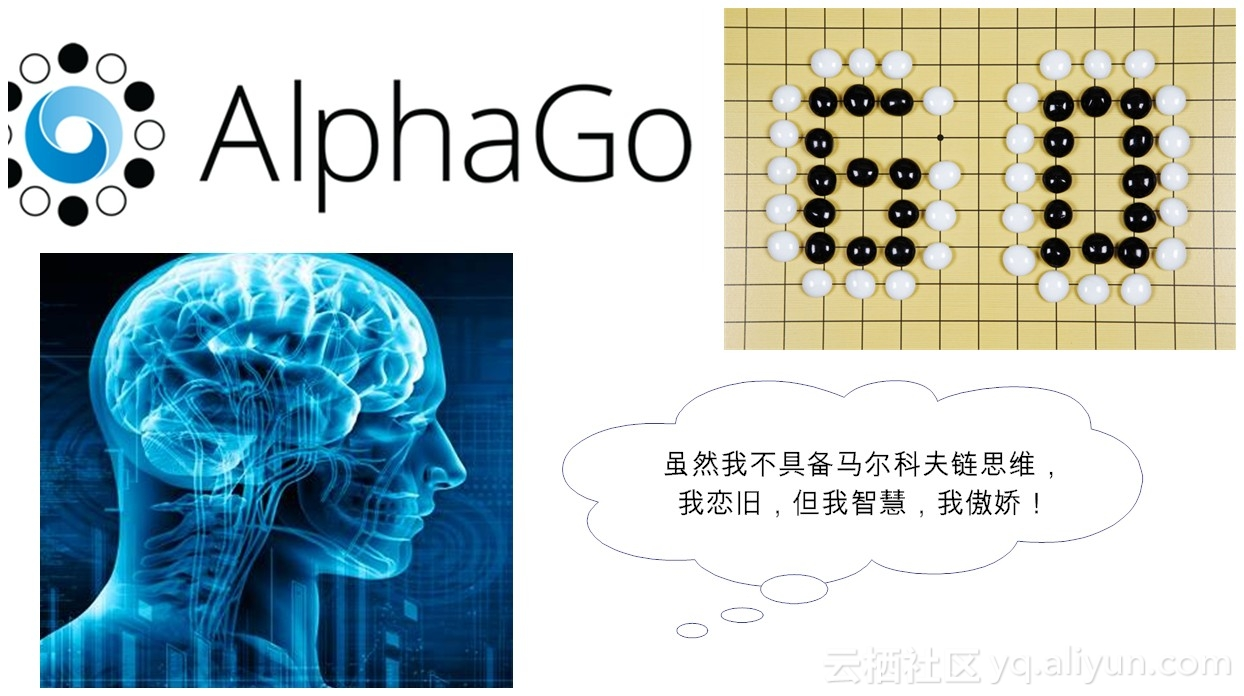 AlphaGo
GO
虽然我不具备马尔科夫链思维，
我恋旧，但我智慧，我傲娇！
云栖社区 yq.aliyun.com